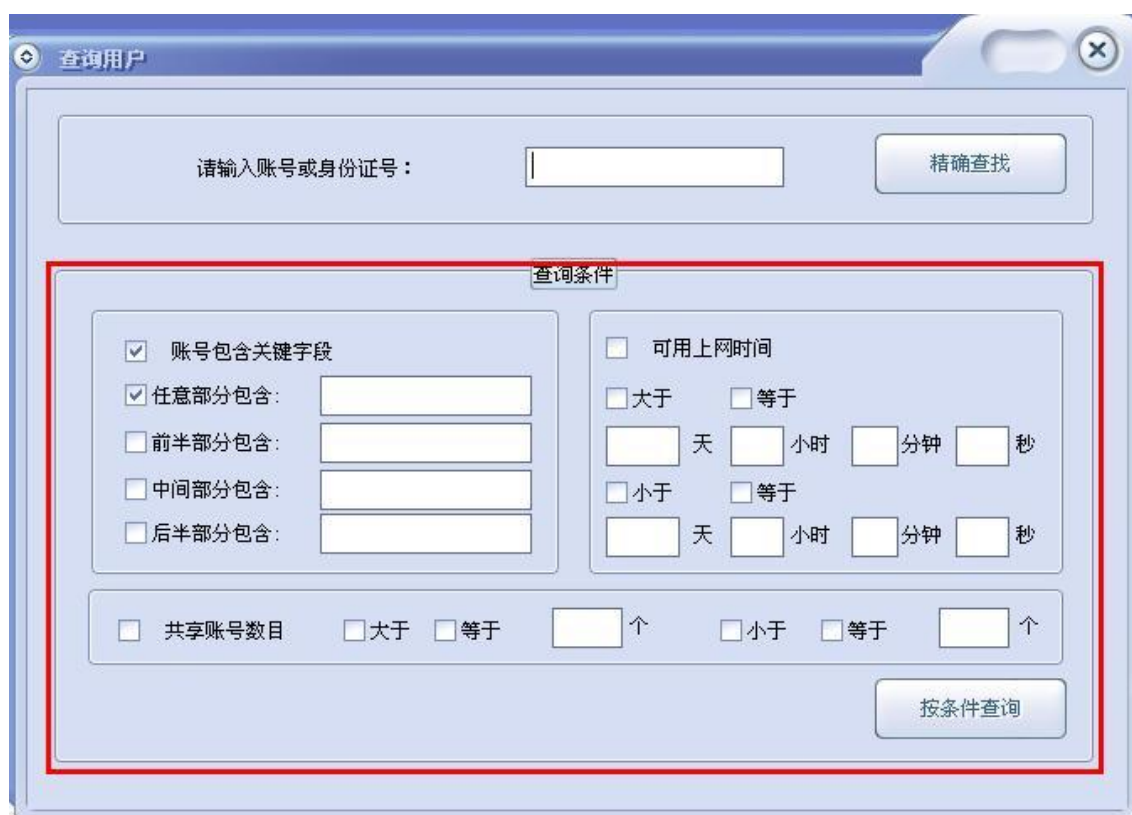 查询用户
请输入账号或身份证号：
精确查找
查询条件
账号包含关键字段
任意部分包含:
前半部分包含:
中间部分包含:
后半部分包含:
可用上网时间
大于 等于
天 小时 分钟 秒
小于 等于
天 小时 分钟 秒
共享账号数目 大于 等于 个 小于 等于 个
按条件查询